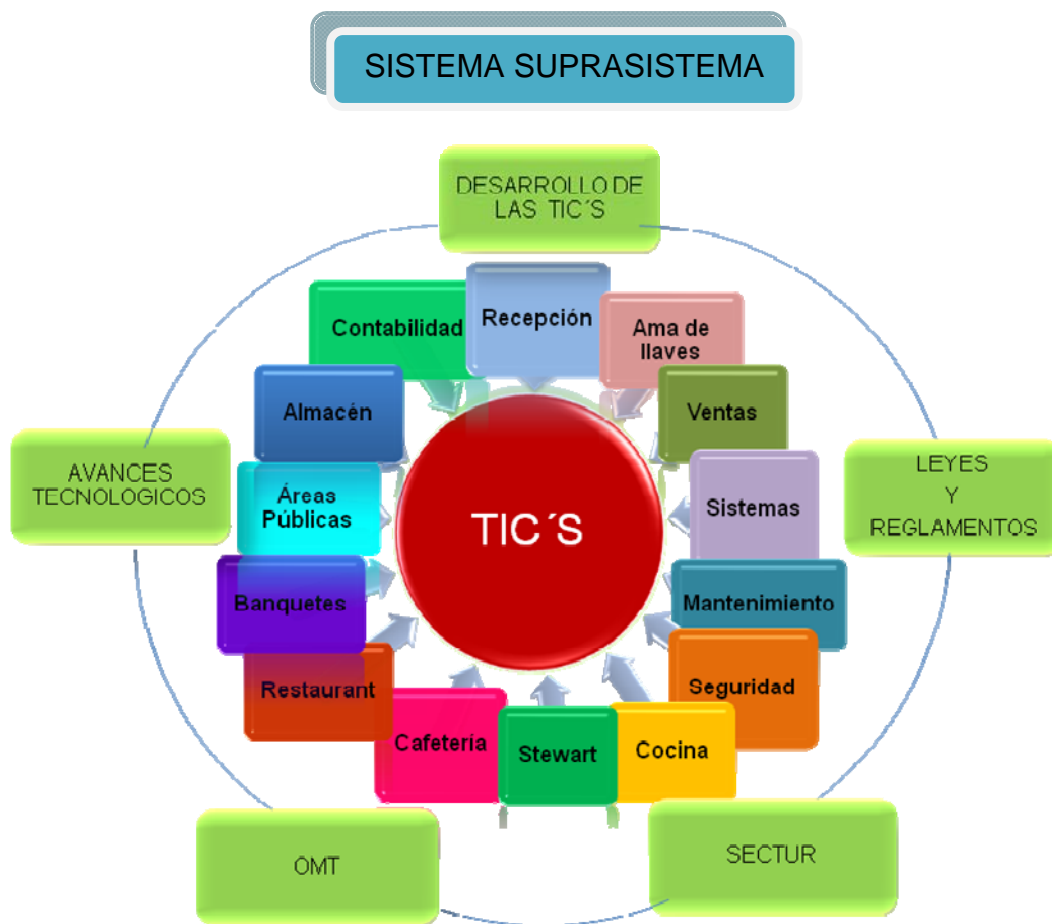 SISTEMA SUPRASISTEMA
DESARROLLO DE
LAS TIC´S
Contabilidad
Recepción
Ama de
llaves
Almacén
Ventas
AVANCES
TECNOLOGICOS
Áreas
Públicas
TIC´S
Sistemas
LEYES
Y
REGLAMENTOS
Banquetes
Mantenimiento
Restaurant
Seguridad
Cafetería
Stewart
Cocina
OMT
SECTUR